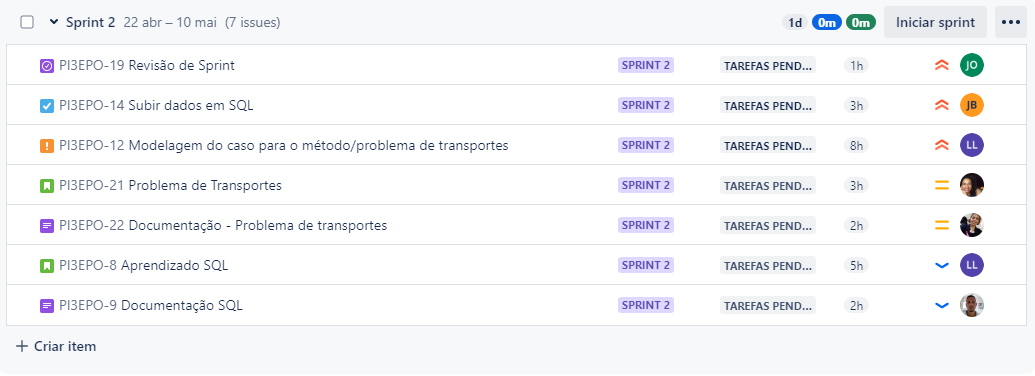 Sprint 2 22 abr – 10 mai (7 issues) 1d 0m 0m Iniciar sprint
PI3EPO-19 Revisão de Sprint SPRINT 2 TAREFAS PEND... 1h JO
PI3EPO-14 Subir dados em SQL SPRINT 2 TAREFAS PEND... 3h JB
PI3EPO-12 Modelagem do caso para o método/problema de transportes SPRINT 2 TAREFAS PEND... 8h LL
PI3EPO-21 Problema de Transportes SPRINT 2 TAREFAS PEND... 3h
PI3EPO-22 Documentação - Problema de transportes SPRINT 2 TAREFAS PEND... 2h
PI3EPO-8 Aprendizado SQL SPRINT 2 TAREFAS PEND... 5h LL
PI3EPO-9 Documentação SQL SPRINT 2 TAREFAS PEND... 2h
+ Criar item